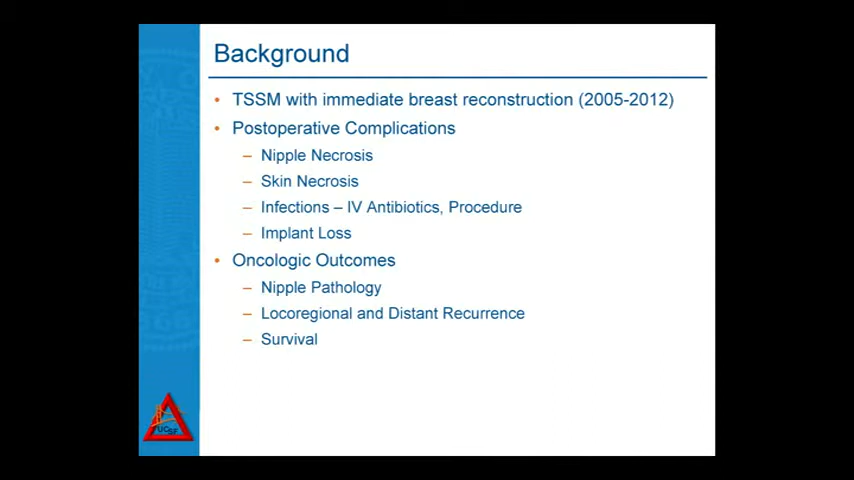 Background
• TSSM with immediate breast reconstruction (2005-2012)
• Postoperative Complications
– Nipple Necrosis
– Skin Necrosis
– Infections – IV Antibiotics, Procedure
– Implant Loss
• Oncologic Outcomes
– Nipple Pathology
– Locoregional and Distant Recurrence
– Survival
UCSF